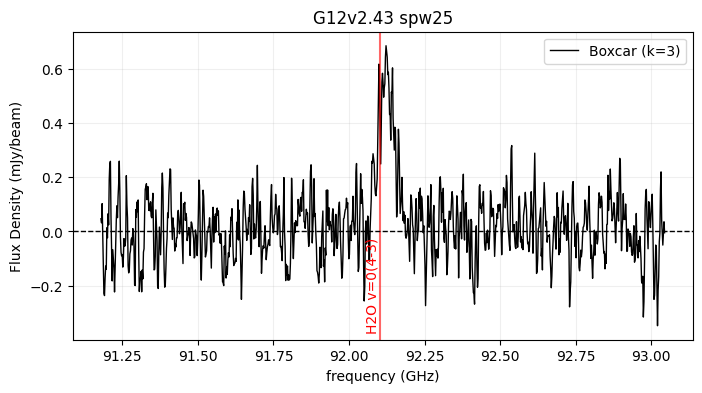 G12v2.43 spw25
Boxcar (k=3)
Flux Density (mJy/beam)
0.6
0.4
0.2
0.0
−0.2
H2O v=0(4-3)
91.25
91.50
91.75
92.00
92.25
92.50
92.75
93.00
frequency (GHz)